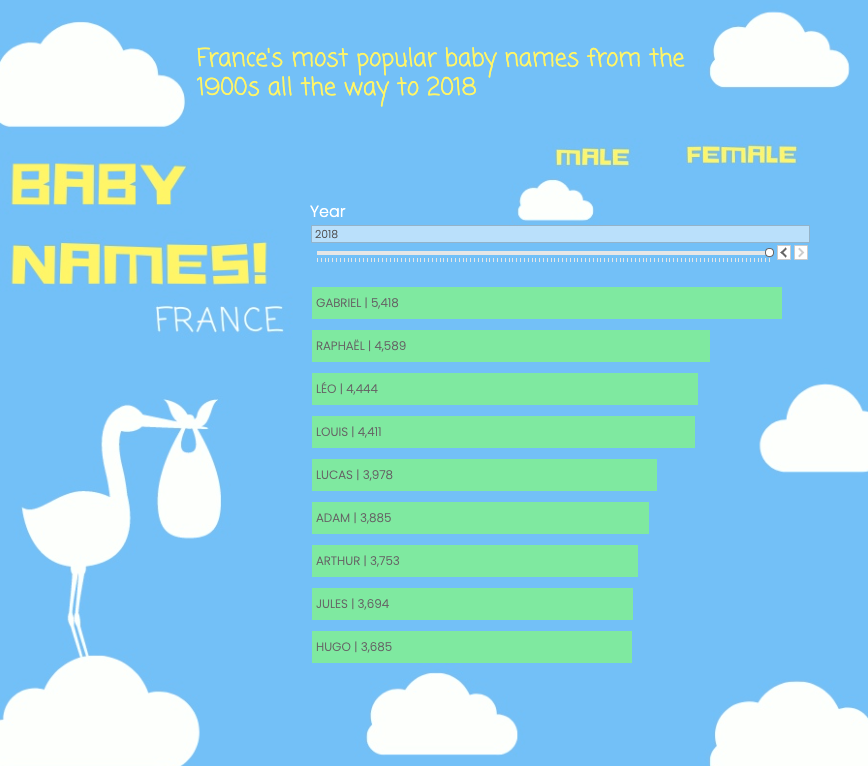 France's most popular baby names from the
1900s all the way to 2018
MALE FEMALE
BABY
NAMES!
FRANCE
Year
2018
GABRIEL | 5,418
RAPHAËL | 4,589
LÉO | 4,444
LOUIS | 4,411
LUCAS | 3,978
ADAM | 3,885
ARTHUR | 3,753
JULES | 3,694
HUGO | 3,685